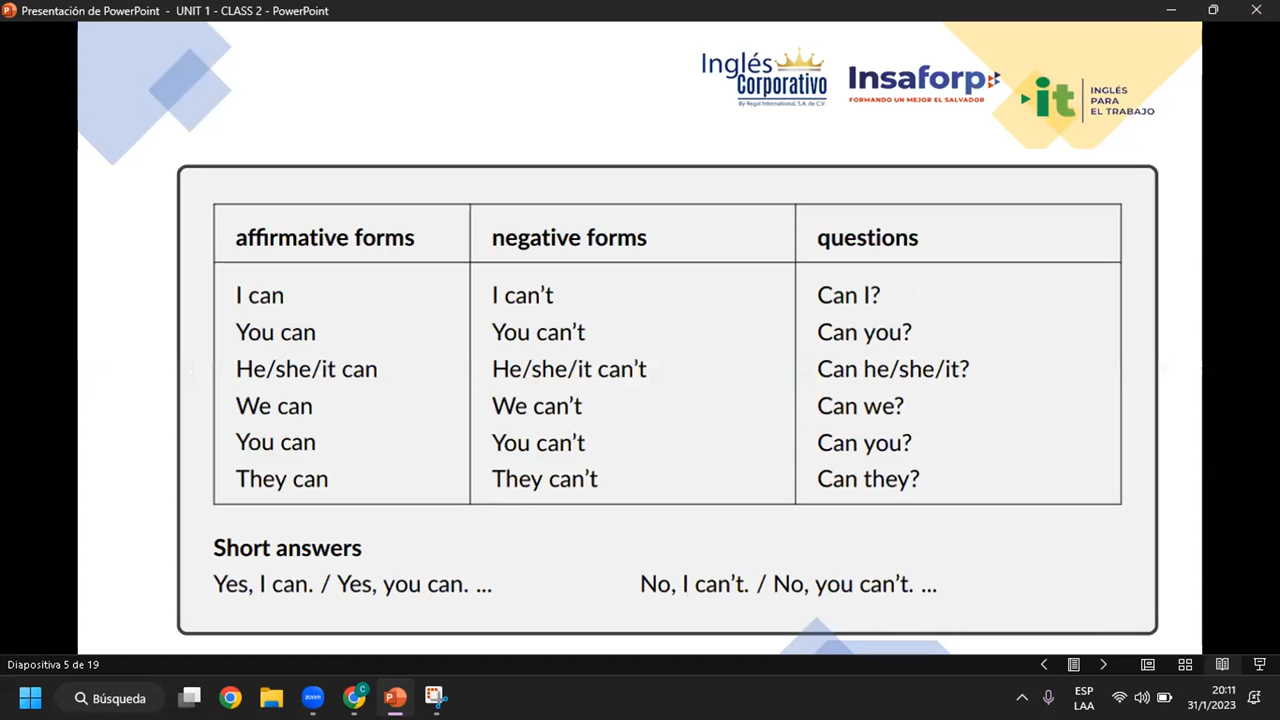 Presentación de PowerPoint - UNIT 1 - CLASS 2 - PowerPoint
Inglés
Corporativo
By Regal International, S.A. de C.V.
Insaforp
FORMANDO UN MEJOR EL SALVADOR
it
INGLÉS
PARA
EL TRABAJO
affirmative forms negative forms questions
I can I can't Can I?
You can You can't Can you?
He/she/it can He/she/it can't Can he/she/it?
We can We can't Can we?
You can You can't Can you?
They can They can't Can they?
Short answers
Yes, I can. / Yes, you can. ... No, I can't. / No, you can't. ...
Diapositiva 5 de 19
Búsqueda
zoom
C
ESP
LAA
20:11
31/1/2023